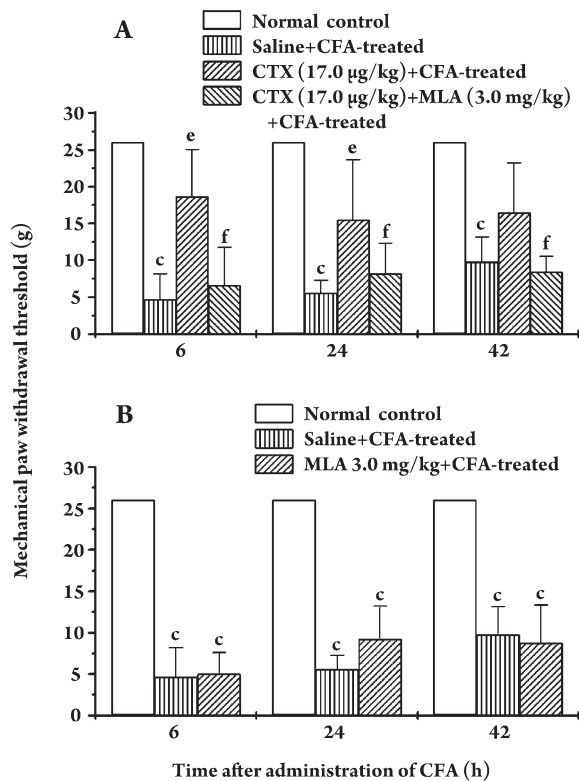 A
Normal control
Saline+CFA-treated
CTX (17.0 μg/kg)+CFA-treated
CTX (17.0 μg/kg)+MLA (3.0 mg/kg)
+CFA-treated
30
25
20
15
10
5
0
c
e
f
c
e
f
c
f
6
24
42
Mechanical paw withdrawal threshold (g)
B
Normal control
Saline+CFA-treated
MLA 3.0 mg/kg+CFA-treated
30
25
20
15
10
5
0
c
c
c
c
c
c
6
24
42
Time after administration of CFA (h)